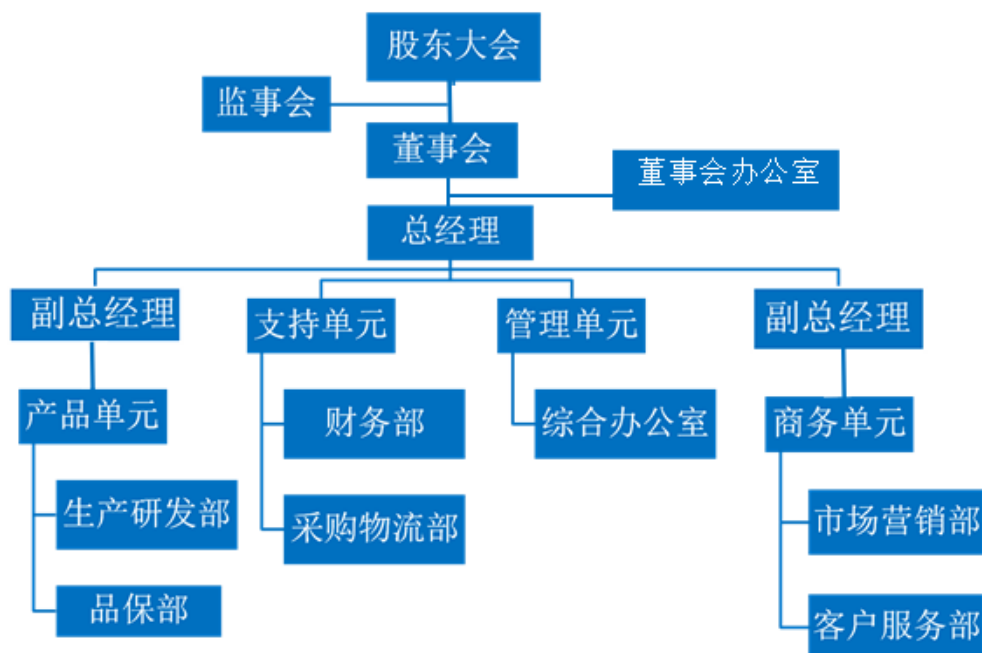 股东大会
监事会
董事会
董事会办公室
总经理
副总经理
支持单元
管理单元
副总经理
产品单元
财务部
综合办公室
商务单元
生产研发部
采购物流部
市场营销部
品保部
客户服务部